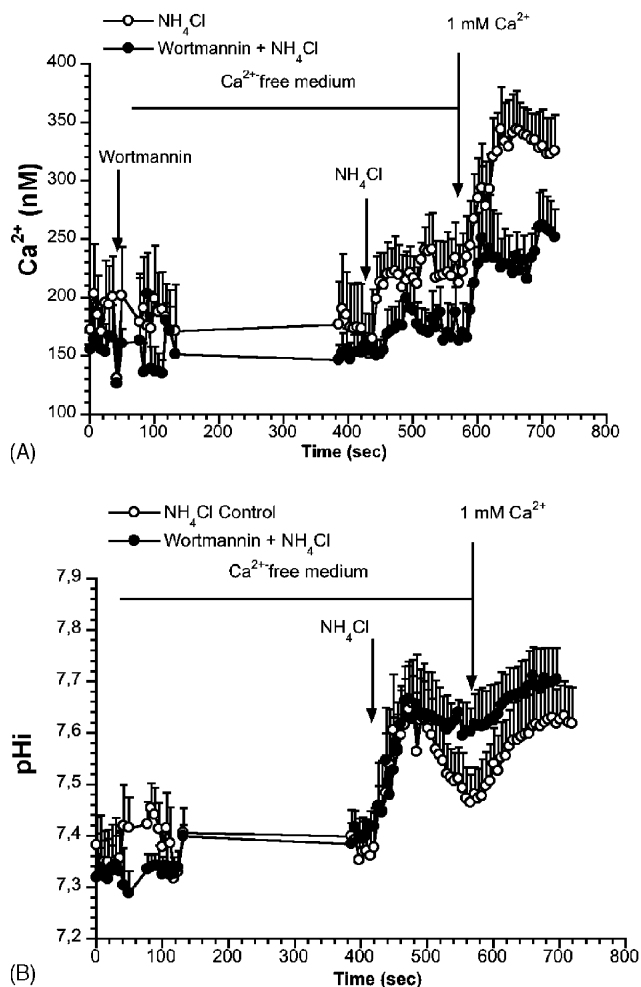 NH₄Cl
Wortmannin + NH₄Cl
1 mM Ca²⁺
Ca²⁺-free medium
Wortmannin
NH₄Cl
Ca²⁺ (nM)
400
350
300
250
200
150
100
0 100 200 300 400 500 600 700 800
Time (sec)
(A)
NH₄Cl Control
Wortmannin + NH₄Cl
1 mM Ca²⁺
Ca²⁺-free medium
NH₄Cl
pHi
7,9
7,8
7,7
7,6
7,5
7,4
7,3
7,2
0 100 200 300 400 500 600 700 800
Time (sec)
(B)